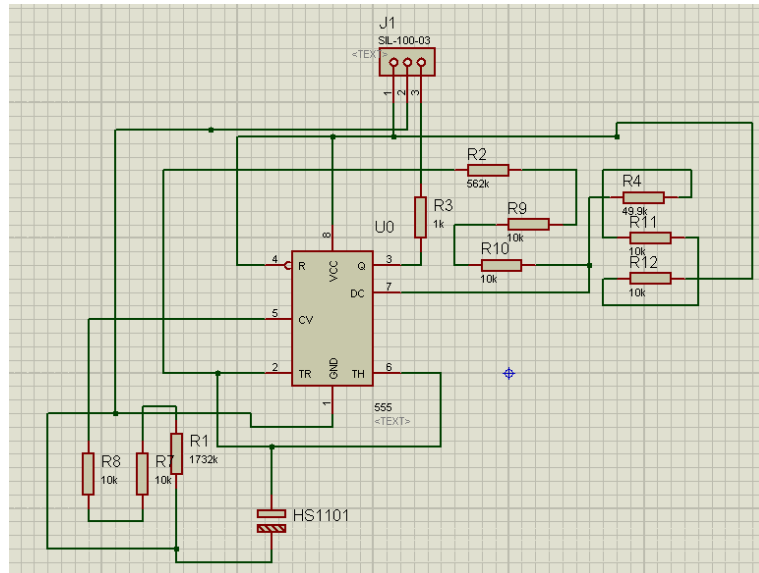 J1
SIL-100-03
<TEXT>
1
2
3
R2
562k
R4
49.9k
R3
1k
R9
10k
R11
10k
U0
8
R10
10k
R12
10k
4
R
VCC
Q
3
DC
7
5
CV
2
TR
GND
TH
6
1
555
<TEXT>
R1
1732k
R8
10k
R7
10k
HS1101